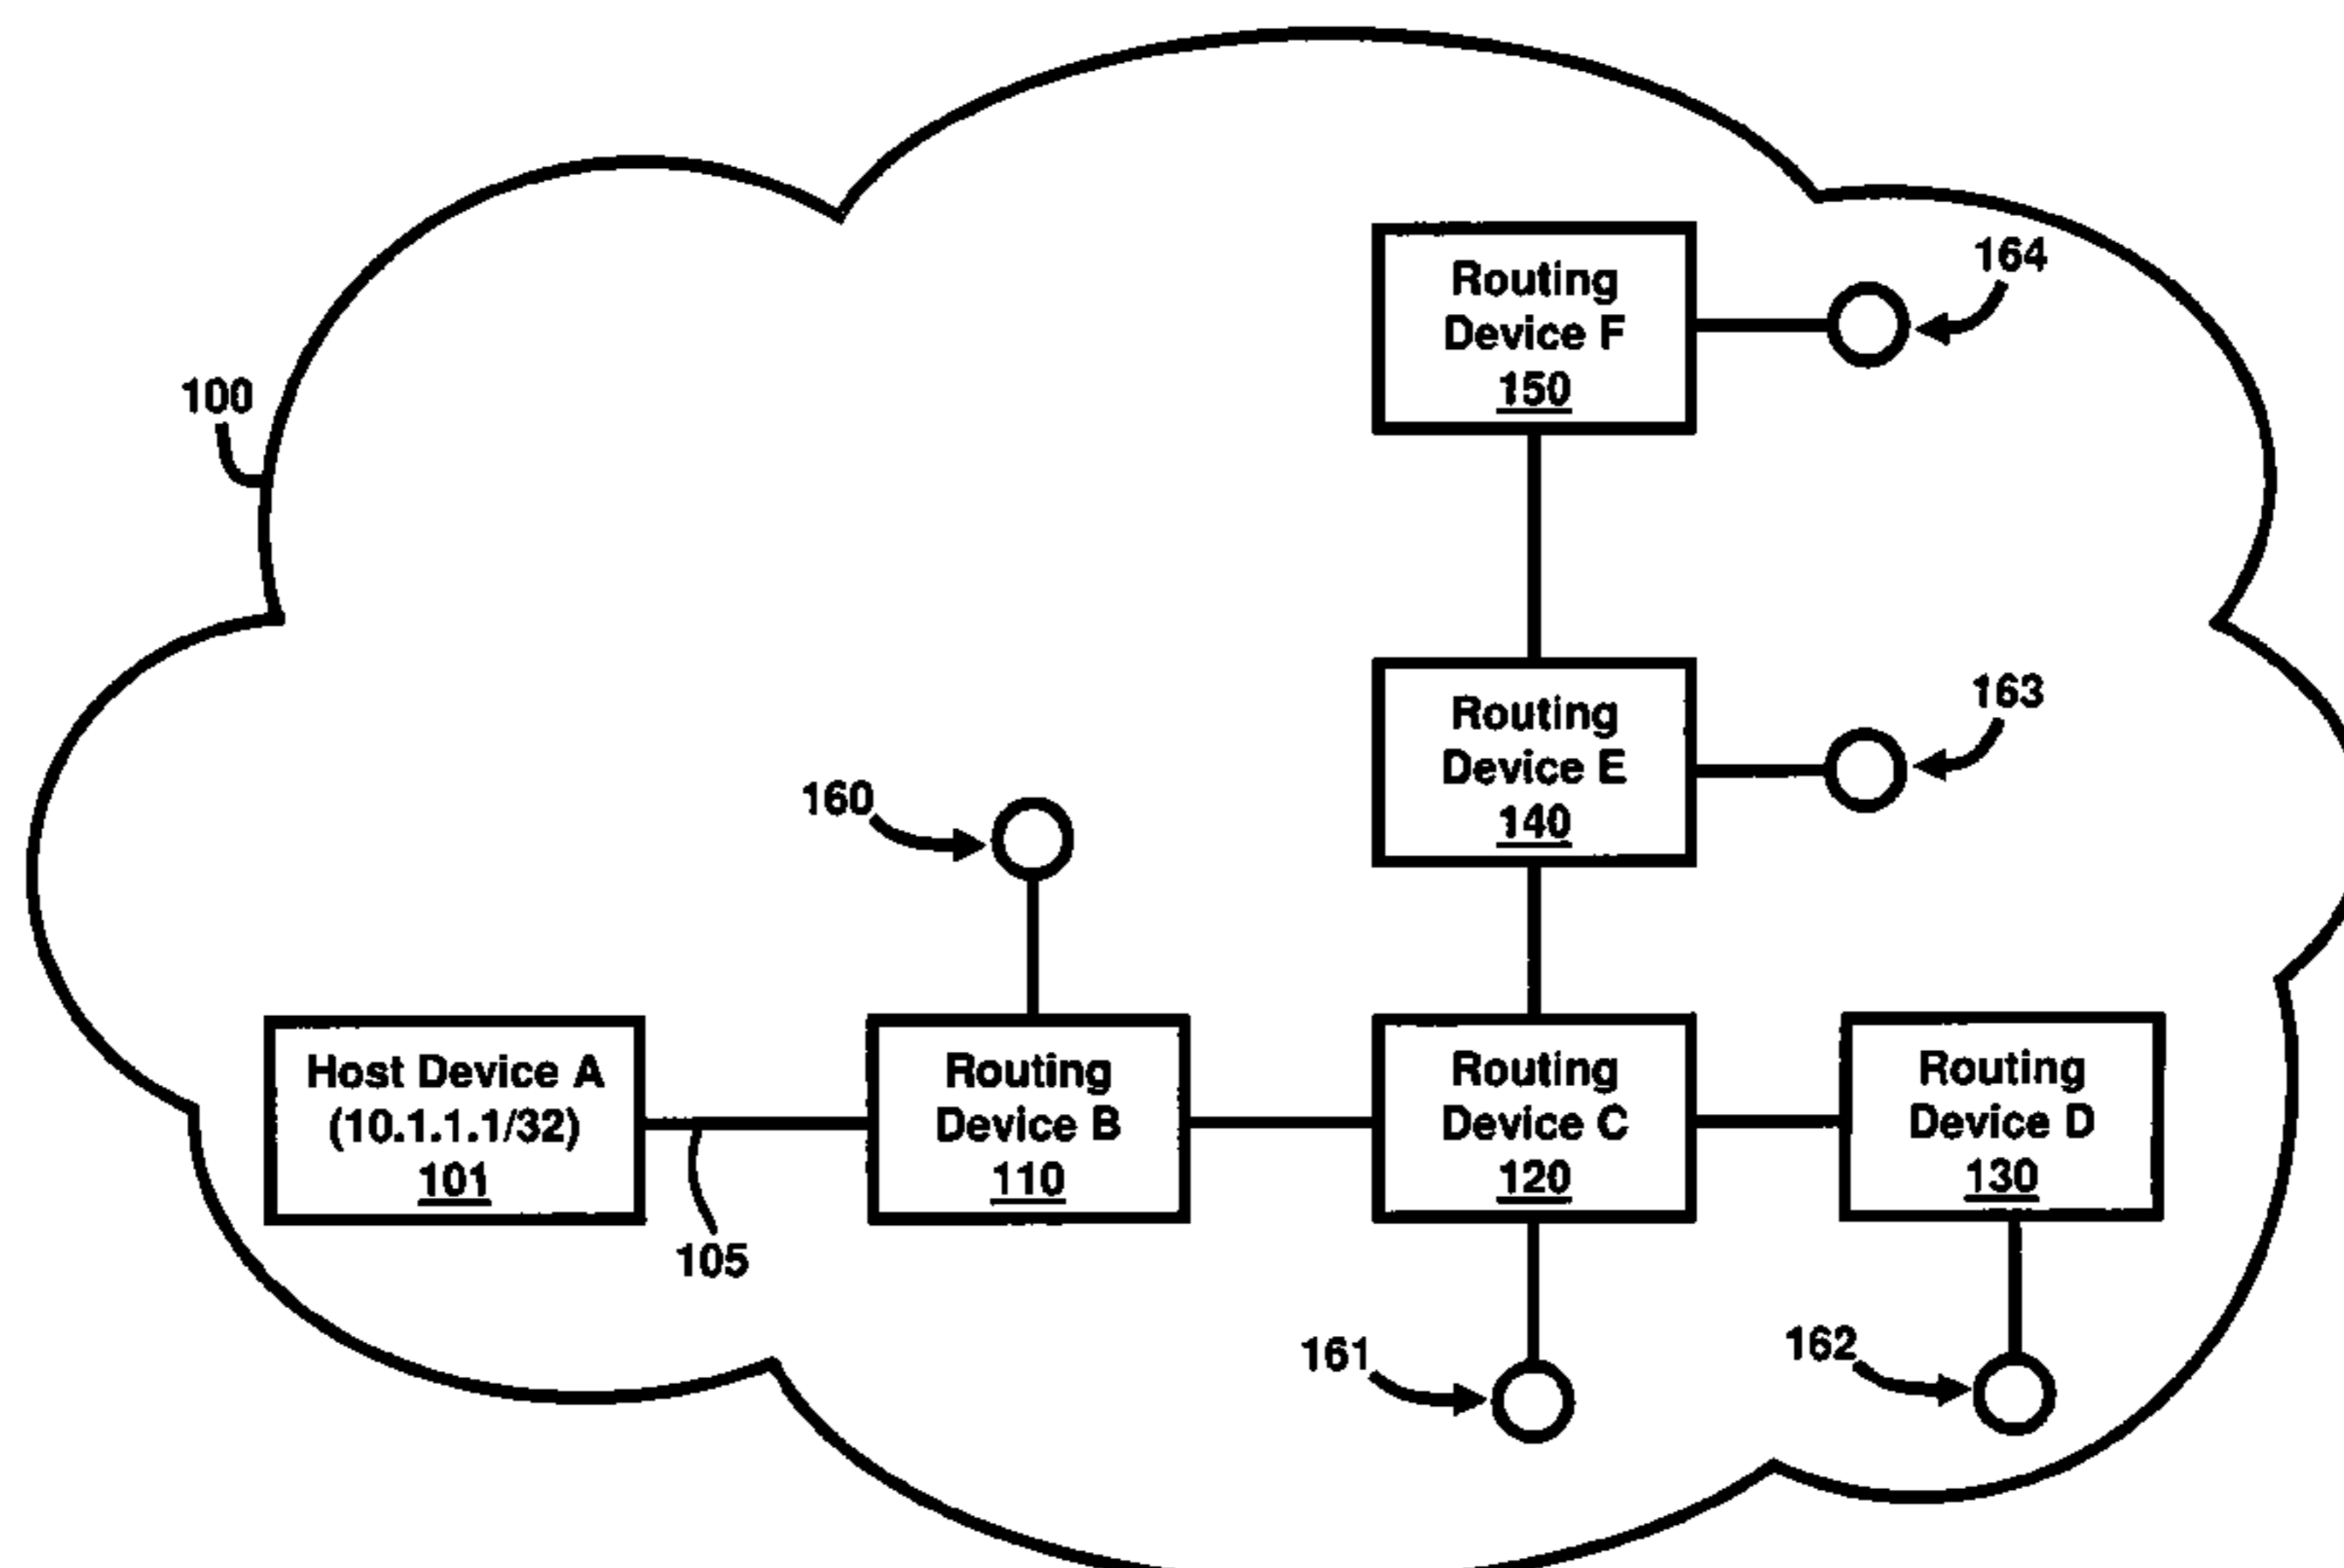 164
Routing
Device F
150
100
163
Routing
Device E
140
160
Host Device A
(10.1.1.1/32)
101
Routing
Device B
110
Routing
Device C
120
Routing
Device D
130
105
161
162